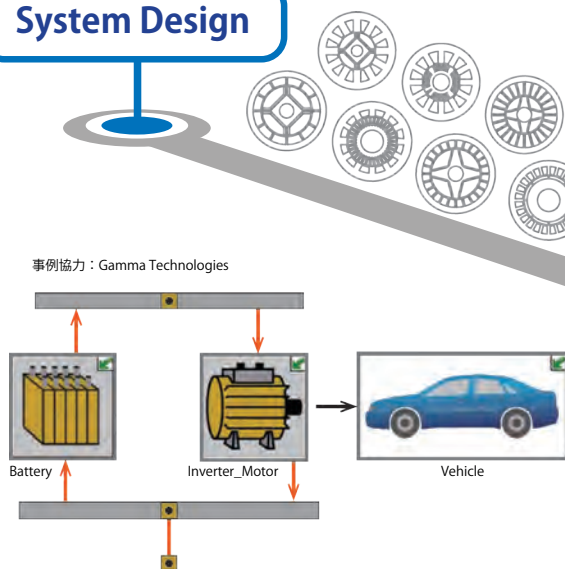 System Design
事例協力：Gamma Technologies
Battery
Inverter_Motor
Vehicle